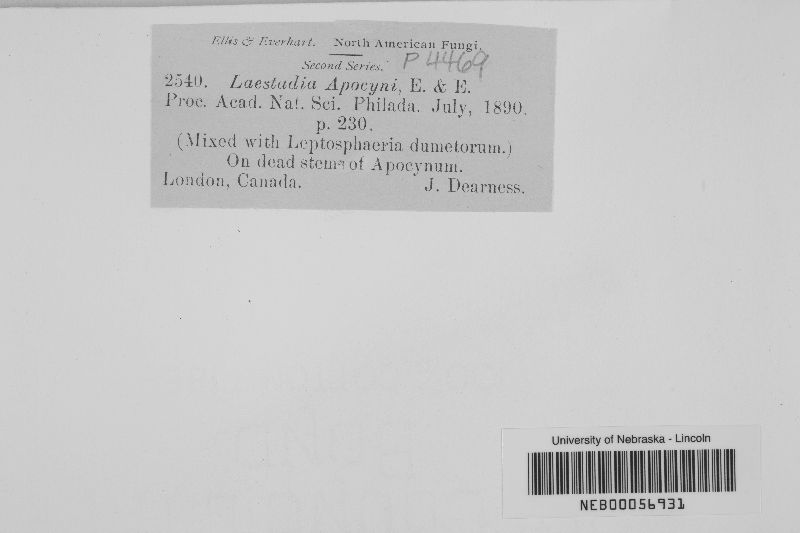 Ellis & Everhart. North American Fungi.
Second Series. P4469
2540. Laestadia Apocyni, E. & E.
Proc. Acad. Nat. Sci. Philada. July, 1890.
p. 230.
(Mixed with Leptosphaeria dumetorum.)
On dead stems of Apocynum.
London, Canada. J. Dearness.
University of Nebraska - Lincoln
NEB00056931